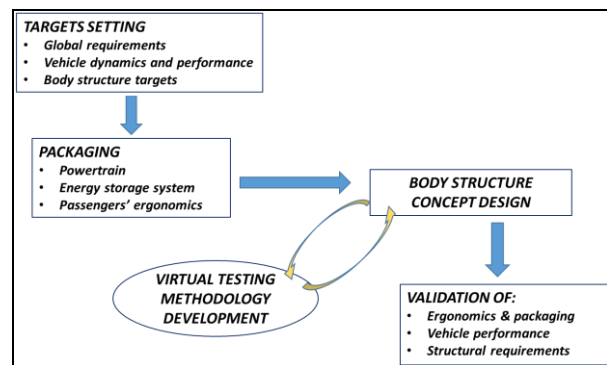 TARGETS SETTING
• Global requirements
• Vehicle dynamics and performance
• Body structure targets
PACKAGING
• Powertrain
• Energy storage system
• Passengers' ergonomics
BODY STRUCTURE
CONCEPT DESIGN
VIRTUAL TESTING
METHODOLOGY
DEVELOPMENT
VALIDATION OF:
• Ergonomics & packaging
• Vehicle performance
• Structural requirements